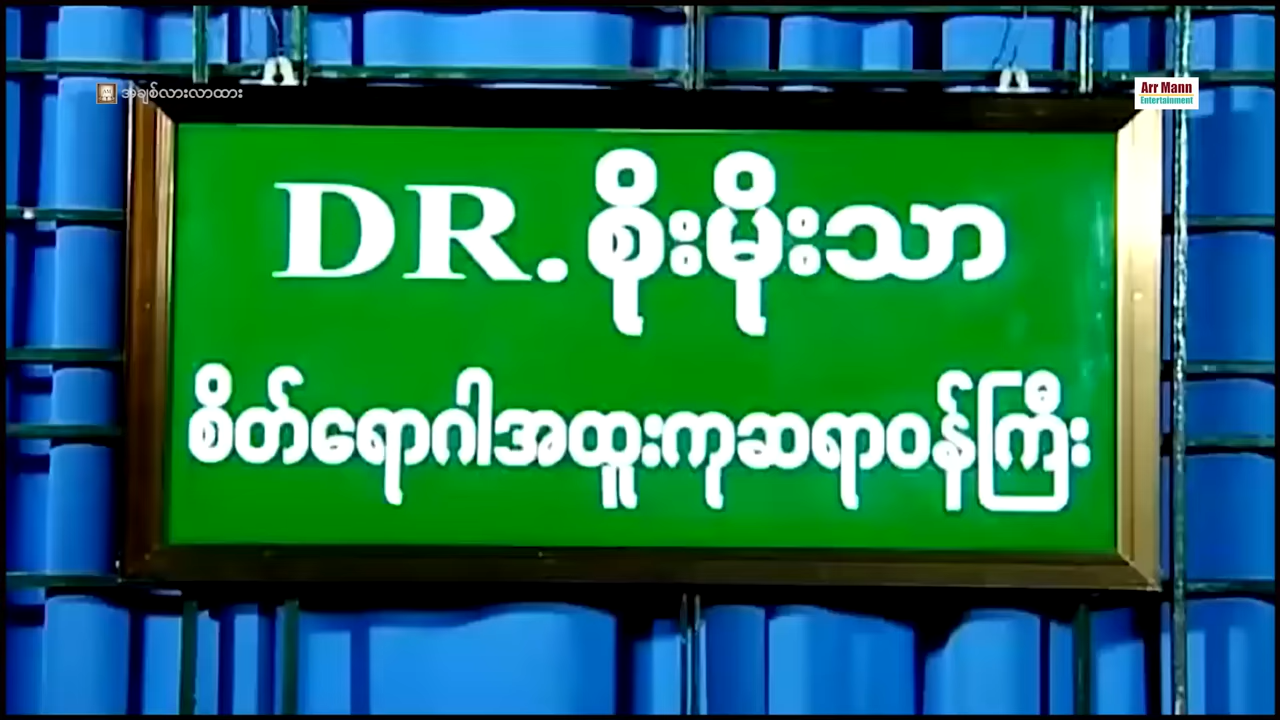 အချစ်လားလာထား
Arr Mann
Entertainment
DR. စိုးမိုးသာ
စိတ်ရောဂါအထူးကုဆရာဝန်ကြီး